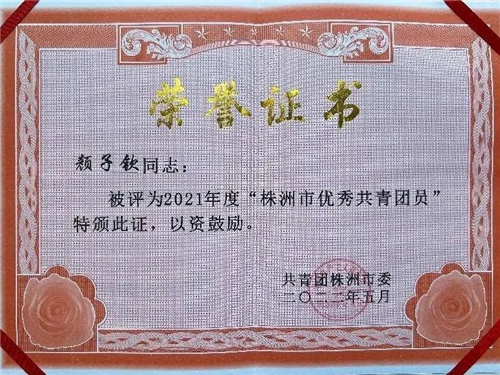 荣誉证书
颜子钦同志：
被评为2021年度“株洲市优秀共青团员”
特颁此证，以资鼓励。
共青团株洲市委
二〇二二年五月